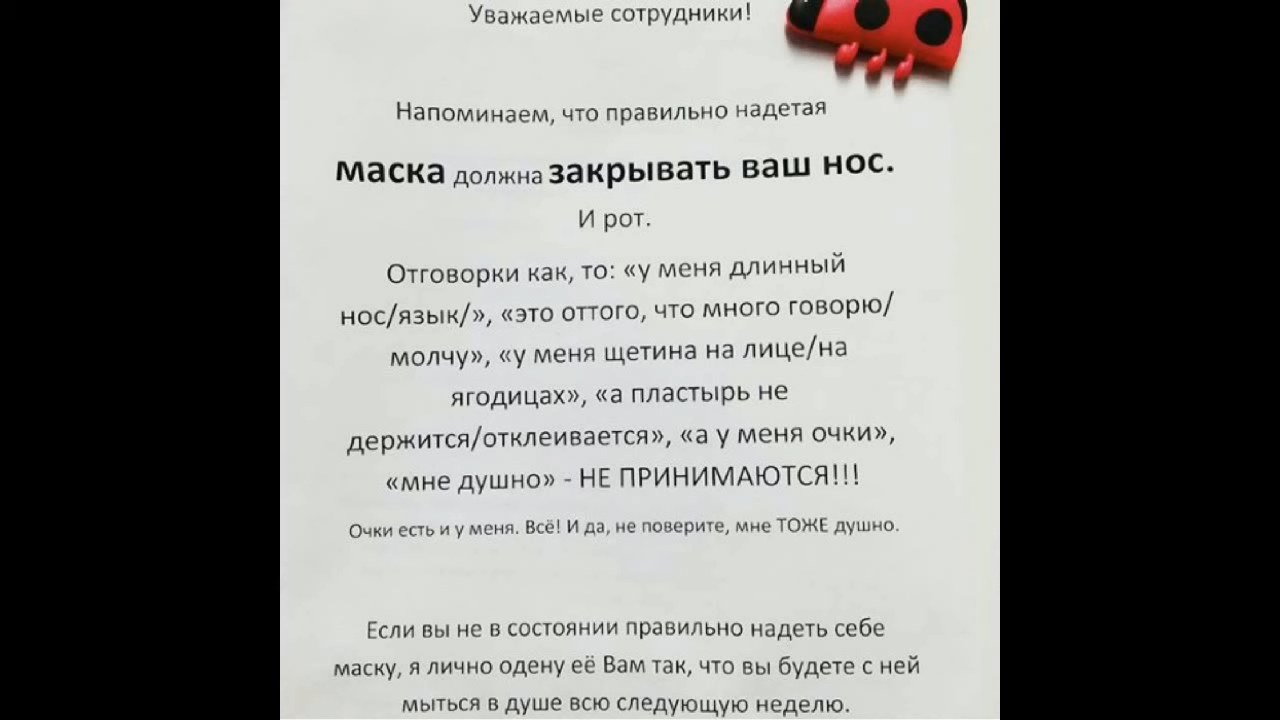 Уважаемые сотрудники!
Напоминаем, что правильно надетая
маска должна закрывать ваш нос.
И рот.
Отговорки как, то: «у меня длинный
нос/язык/», «это оттого, что много говорю/
молчу», «у меня щетина на лице/на
ягодицах», «а пластырь не
держится/отклеивается», «а у меня очки»,
«мне душно» - НЕ ПРИНИМАЮТСЯ!!!
Очки есть и у меня. Всё! И да, не поверите, мне ТОЖЕ душно.
Если вы не в состоянии правильно надеть себе
маску, я лично одену её Вам так, что вы будете с ней
мыться в душе всю следующую неделю.